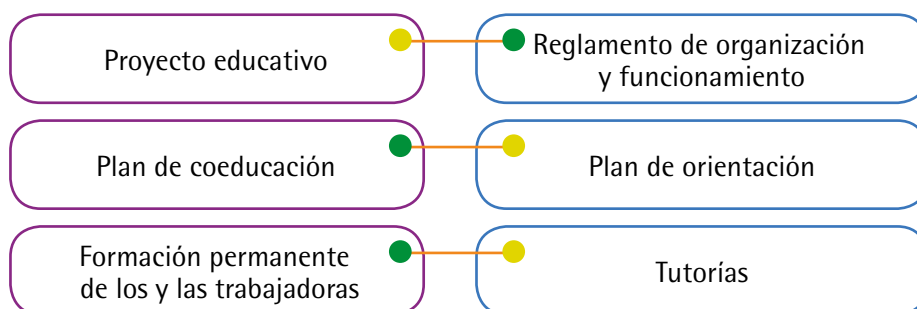 Proyecto educativo
Reglamento de organización
y funcionamiento
Plan de coeducación
Plan de orientación
Formación permanente
de los y las trabajadoras
Tutorías